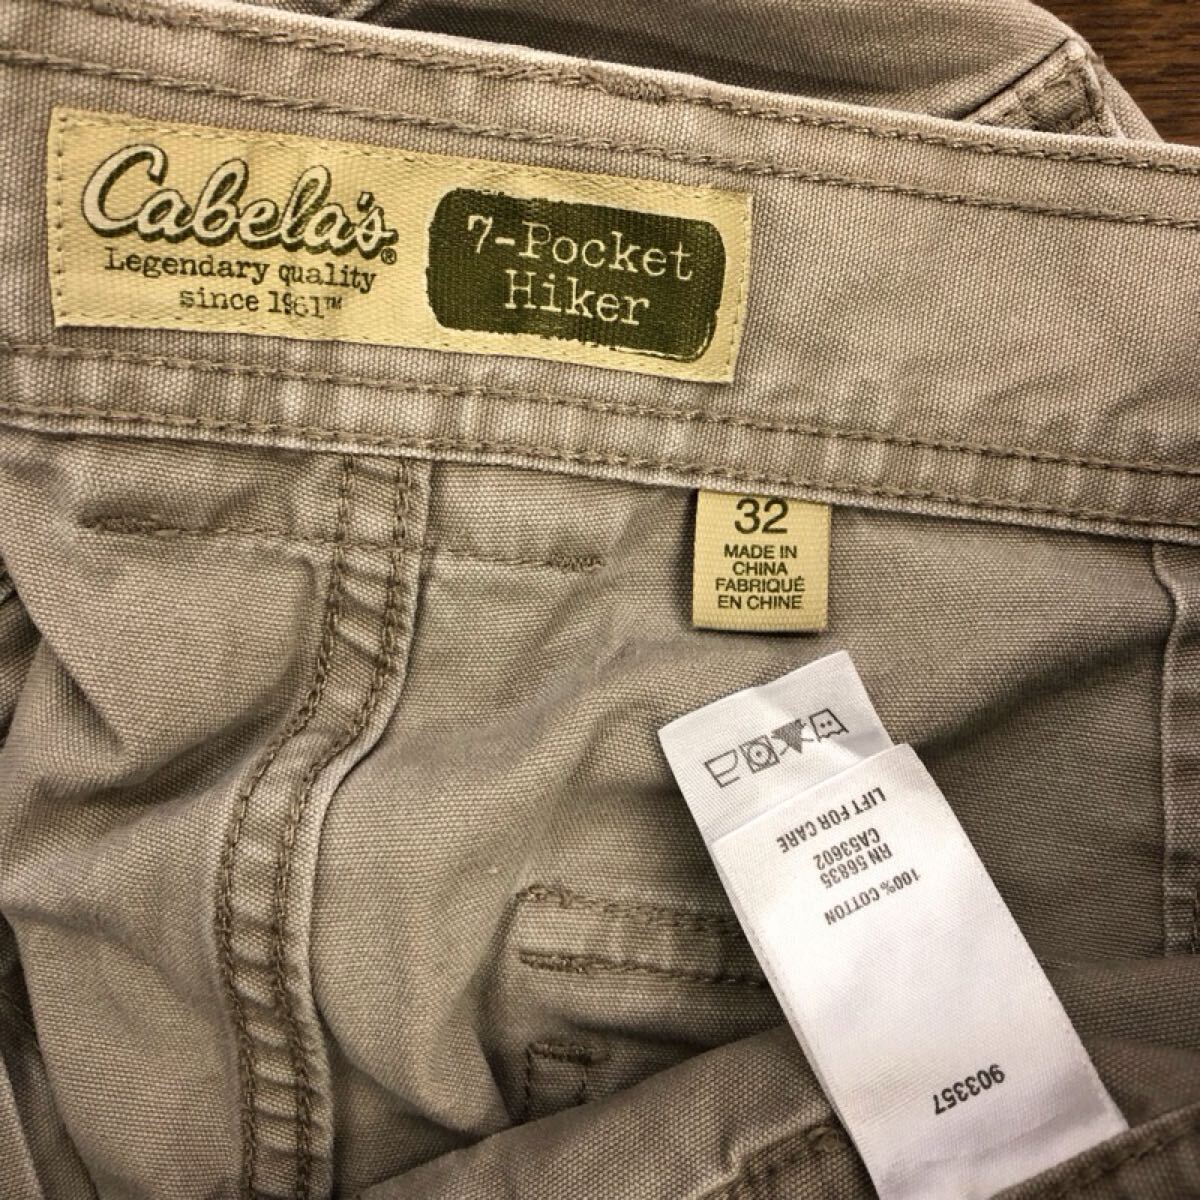 Cabela's®
Legendary quality
since 1961™
7-Pocket
Hiker
32
MADE IN
CHINA
FABRIQUÉ
EN CHINE
LIFT FOR CARE
CA53602
RN 56835
100% COTTON
903357